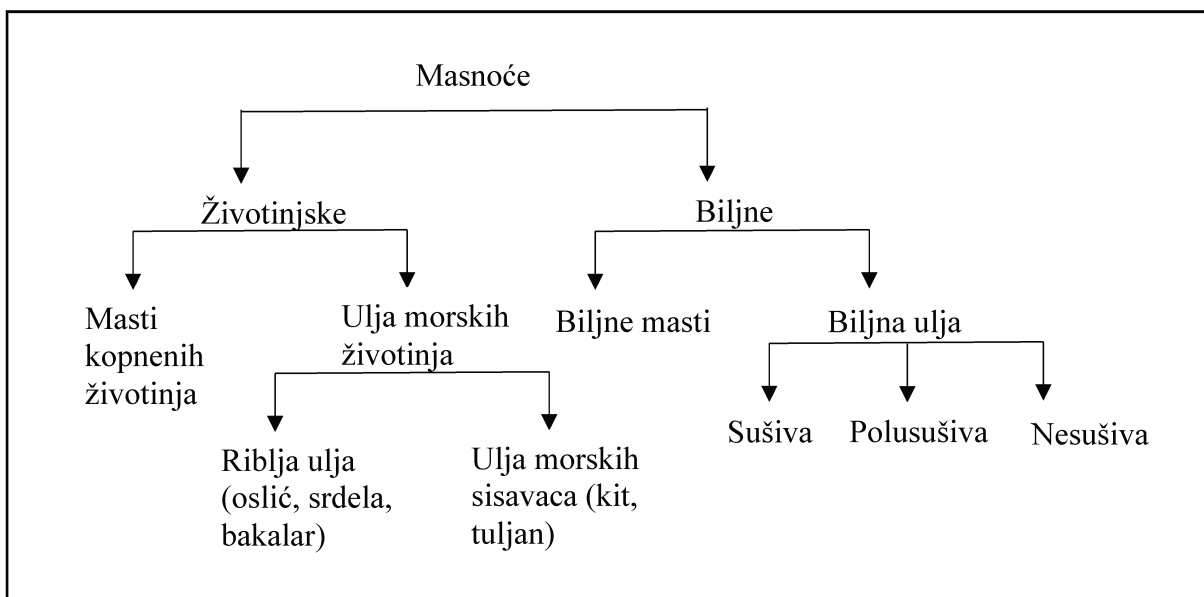 Masnoće
Životinjske
Biljne
Masti
kopnenih
životinja
Ulja morskih
životinja
Biljne masti
Biljna ulja
Riblja ulja
(oslić, srdela,
bakalar)
Ulja morskih
sisavaca (kit,
tuljan)
Sušiva
Polusušiva
Nesušiva